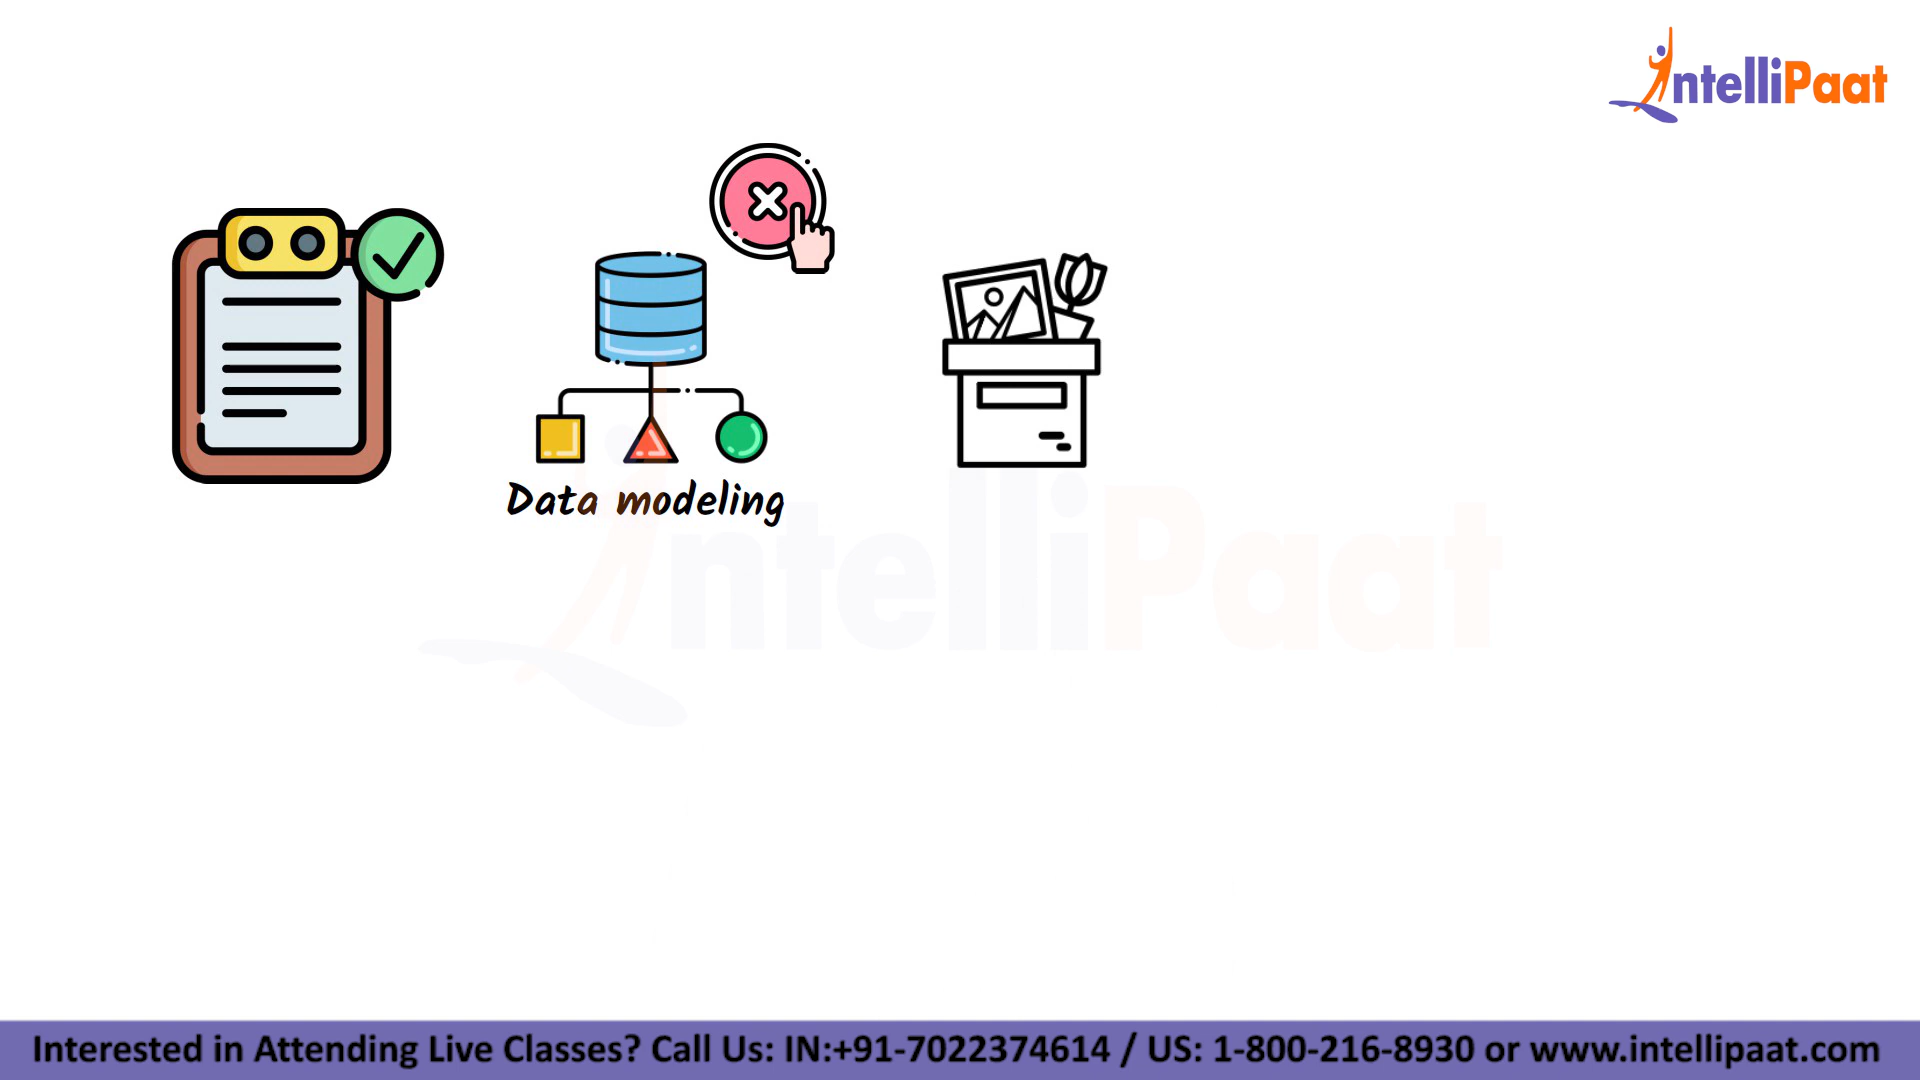 IntelliPaat
Data modeling
IntelliPaat
Interested in Attending Live Classes? Call Us: IN:+91-7022374614 / US: 1-800-216-8930 or www.intellipaat.com